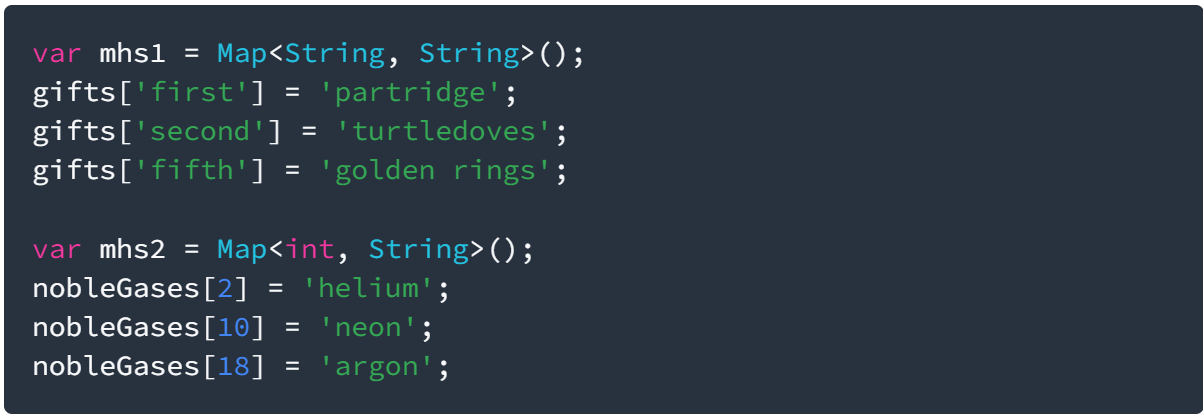 var mhs1 = Map<String, String>();
gifts['first'] = 'partridge';
gifts['second'] = 'turtledoves';
gifts['fifth'] = 'golden rings';
var mhs2 = Map<int, String>();
nobleGases[2] = 'helium';
nobleGases[10] = 'neon';
nobleGases[18] = 'argon';